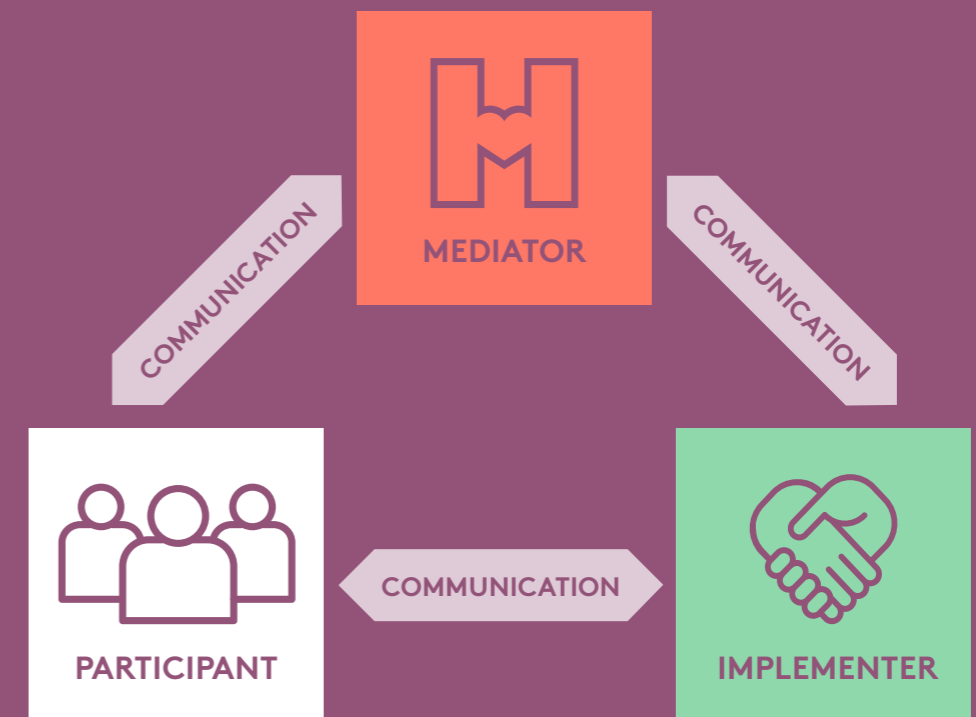 MEDIATOR
COMMUNICATION
COMMUNICATION
COMMUNICATION
PARTICIPANT
IMPLEMENTER